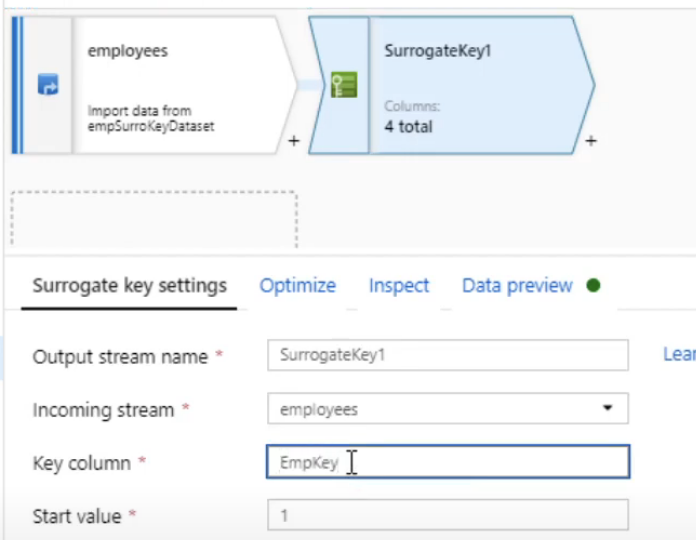 employees
Import data from
empSurroKeyDataset
+
SurrogateKey1
Columns:
4 total
+
Surrogate key settings
Optimize
Inspect
Data preview
Output stream name *
SurrogateKey1
Incoming stream *
employees
Key column *
EmpKey
Start value *
1